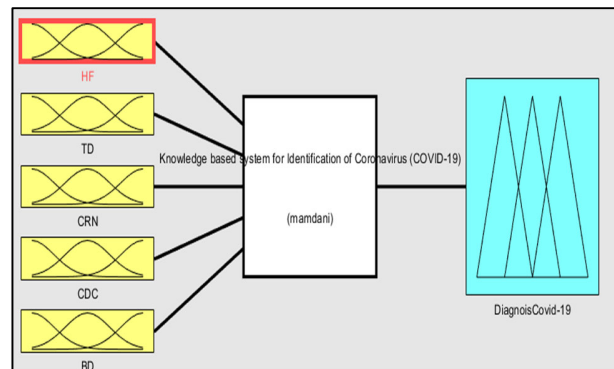 HF
TD
CRN
CDC
BD
Knowledge based system for Identification of Coronavirus (COVID-19)
(mamdani)
DiagnoisCovid-19